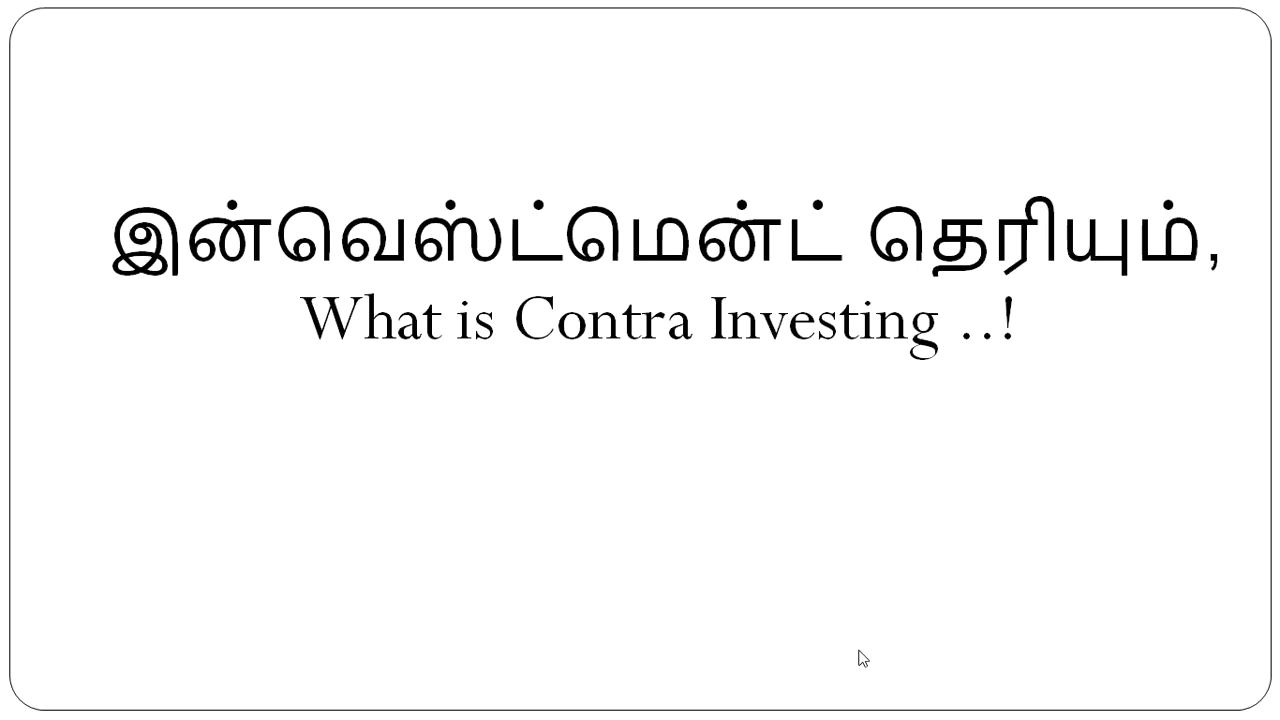 இன்வெஸ்ட்மென்ட் தெரியும்,
What is Contra Investing ..!